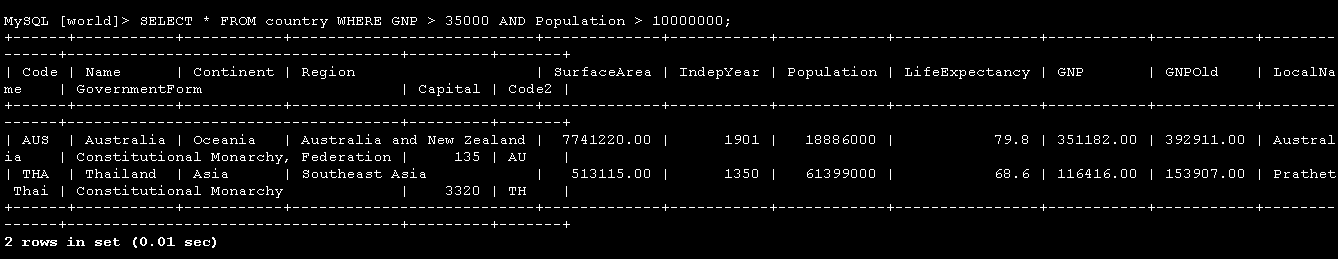 MySQL [world]> SELECT * FROM country WHERE GNP > 35000 AND Population > 10000000;
+------+-----------+-----------+---------------------------+-------------+-----------+------------+----------------+-----------+-----------+--------
------+------------------------------------+---------+-------+
| Code | Name      | Continent | Region                    | SurfaceArea | IndepYear | Population | LifeExpectancy | GNP       | GNPOld    | LocalNa
me    | GovernmentForm                     | Capital | Code2 |
+------+-----------+-----------+---------------------------+-------------+-----------+------------+----------------+-----------+-----------+--------
------+------------------------------------+---------+-------+
| AUS  | Australia | Oceania   | Australia and New Zealand |  7741220.00 |      1901 |   18886000 |           79.8 | 351182.00 | 392911.00 | Austral
ia    | Constitutional Monarchy, Federation |     135 | AU    |
| THA  | Thailand  | Asia      | Southeast Asia            |   513115.00 |      1350 |   61399000 |           68.6 | 116416.00 | 153907.00 | Prathet
 Thai | Constitutional Monarchy            |    3320 | TH    |
+------+-----------+-----------+---------------------------+-------------+-----------+------------+----------------+-----------+-----------+--------
------+------------------------------------+---------+-------+
2 rows in set (0.01 sec)